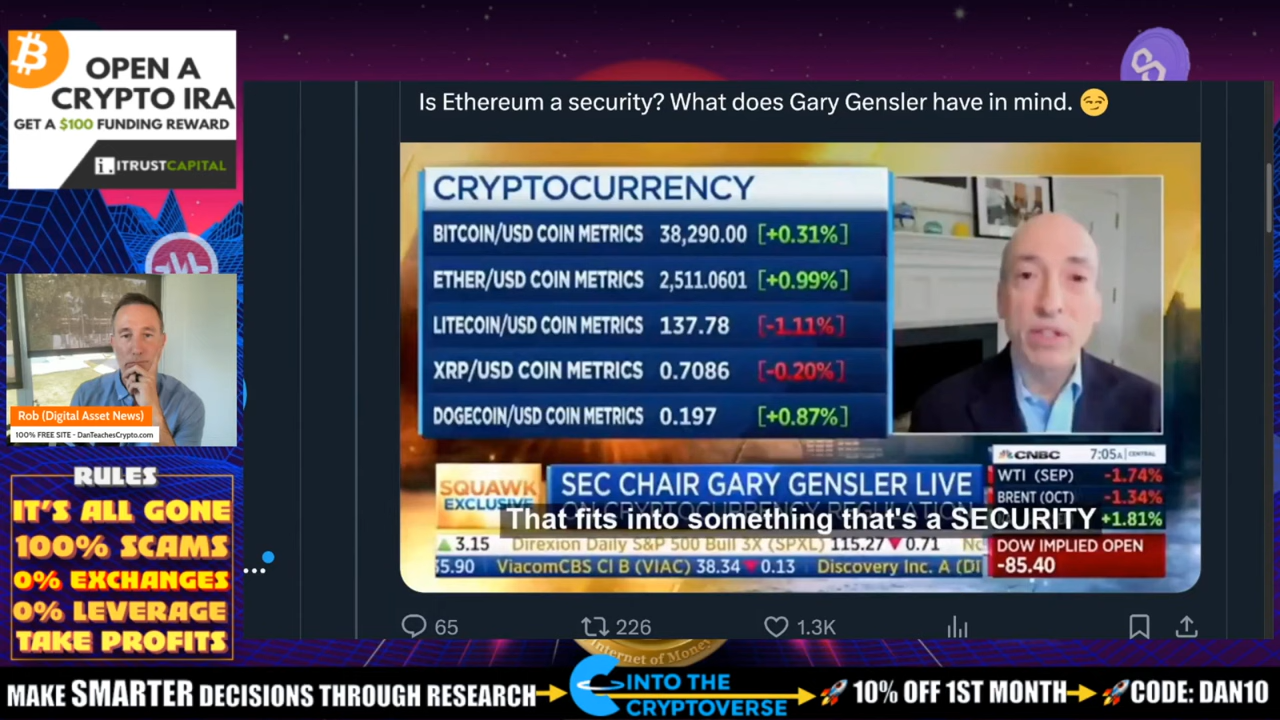 OPEN A
CRYPTO IRA
GET A $100 FUNDING REWARD
i. ITRUSTCAPITAL
Rob (Digital Asset News)
100% FREE SITE - DanTeachesCrypto.com
RULES
IT'S ALL GONE
100% SCAMS
0% EXCHANGES
0% LEVERAGE
TAKE PROFITS
Is Ethereum a security? What does Gary Gensler have in mind. 😏
CRYPTOCURRENCY
BITCOIN/USD COIN METRICS 38,290.00 [+0.31%]
ETHER/USD COIN METRICS 2,511.0601 [+0.99%]
LITECOIN/USD COIN METRICS 137.78 [-1.11%]
XRP/USD COIN METRICS 0.7086 [-0.20%]
DOGECOIN/USD COIN METRICS 0.197 [+0.87%]
SQUAWK
EXCLUSIVE
SEC CHAIR GARY GENSLER LIVE
ON CRYPTOCURRENCY REGULATION
That fits into something that's a SECURITY
CNBC 7:05A CENTRAL
WTI (SEP) -1.74%
BRENT (OCT) -1.34%
+1.81%
DOW IMPLIED OPEN
-85.40
▲3.15 Direxion Daily S&P 500 Bull 3X (SPXL) 115.27▼0.71
5.90 ViacomCBS Cl B (VIAC) 38.34▼0.13 Discovery Inc. A (DI
65 226 1.3K
Internet of Money
MAKE SMARTER DECISIONS THROUGH RESEARCH
INTO THE
CRYPTOVERSE
10% OFF 1ST MONTH
CODE: DAN10